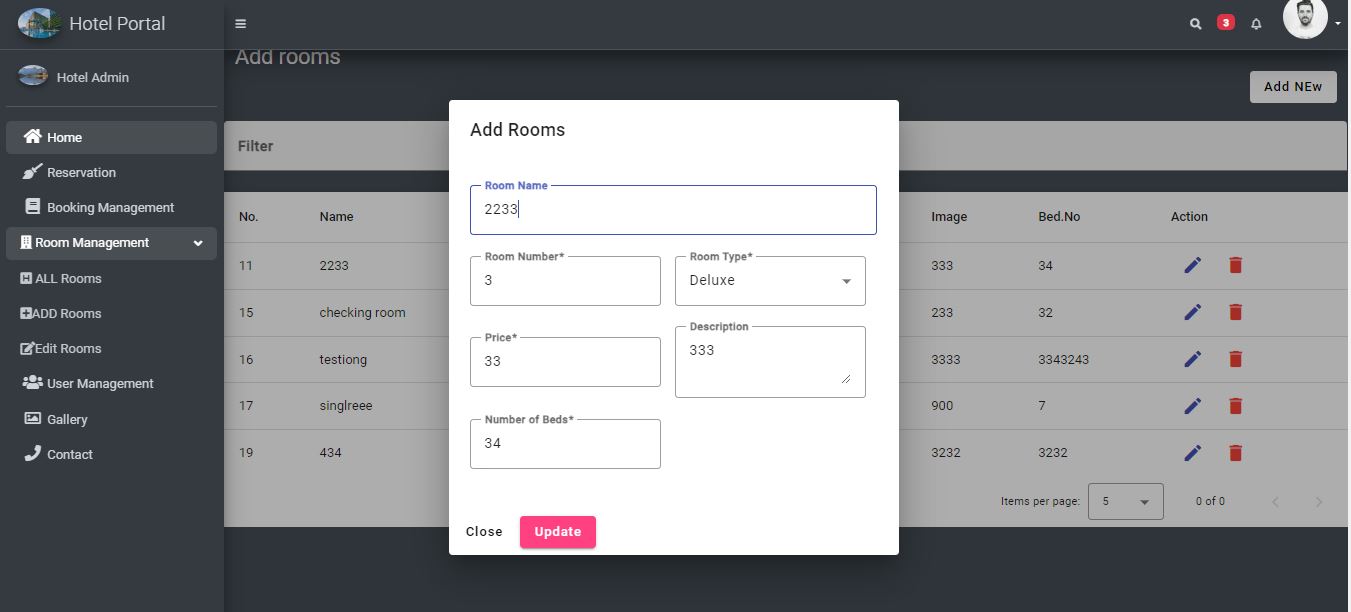 Hotel Portal
3
Hotel Admin
Add rooms
Add NEw
Home
Reservation
Booking Management
Room Management
ALL Rooms
ADD Rooms
Edit Rooms
User Management
Gallery
Contact
Filter
No. Name Image Bed.No Action
11 2233 333 34
15 checking room 233 32
16 testiong 3333 3343243
17 singlreee 900 7
19 434 3232 3232
Items per page: 5 0 of 0
Add Rooms
Room Name
2233
Room Number* Room Type*
3 Deluxe
Price* Description
33 333
Number of Beds*
34
Close Update